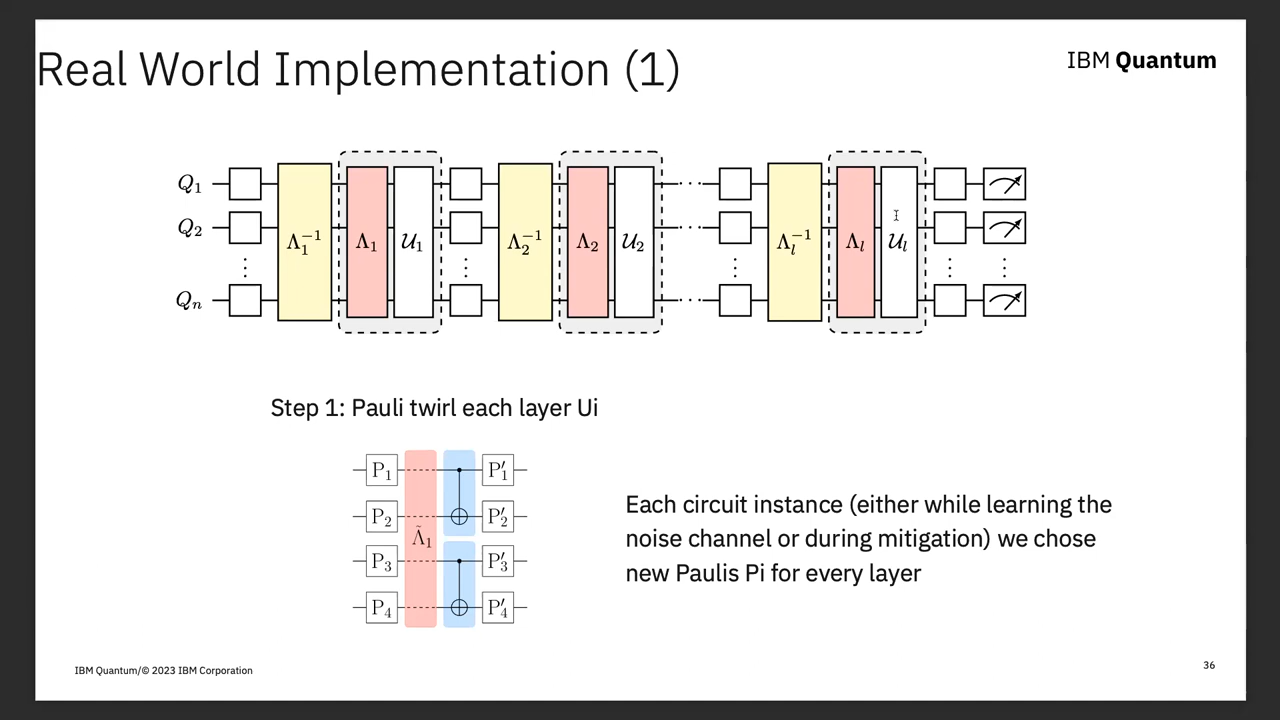 Real World Implementation (1)
IBM Quantum
Q₁
Q₂
⋮
Qₙ
Λ₁⁻¹ Λ₁ 𝒰₁ Λ₂⁻¹ Λ₂ 𝒰₂ ··· Λₗ⁻¹ Λₗ 𝒰ₗ
Step 1: Pauli twirl each layer Ui
P₁ P′₁
P₂ P′₂
Λ̃₁
P₃ P′₃
P₄ P′₄
Each circuit instance (either while learning the
noise channel or during mitigation) we chose
new Paulis Pi for every layer
IBM Quantum/© 2023 IBM Corporation
36